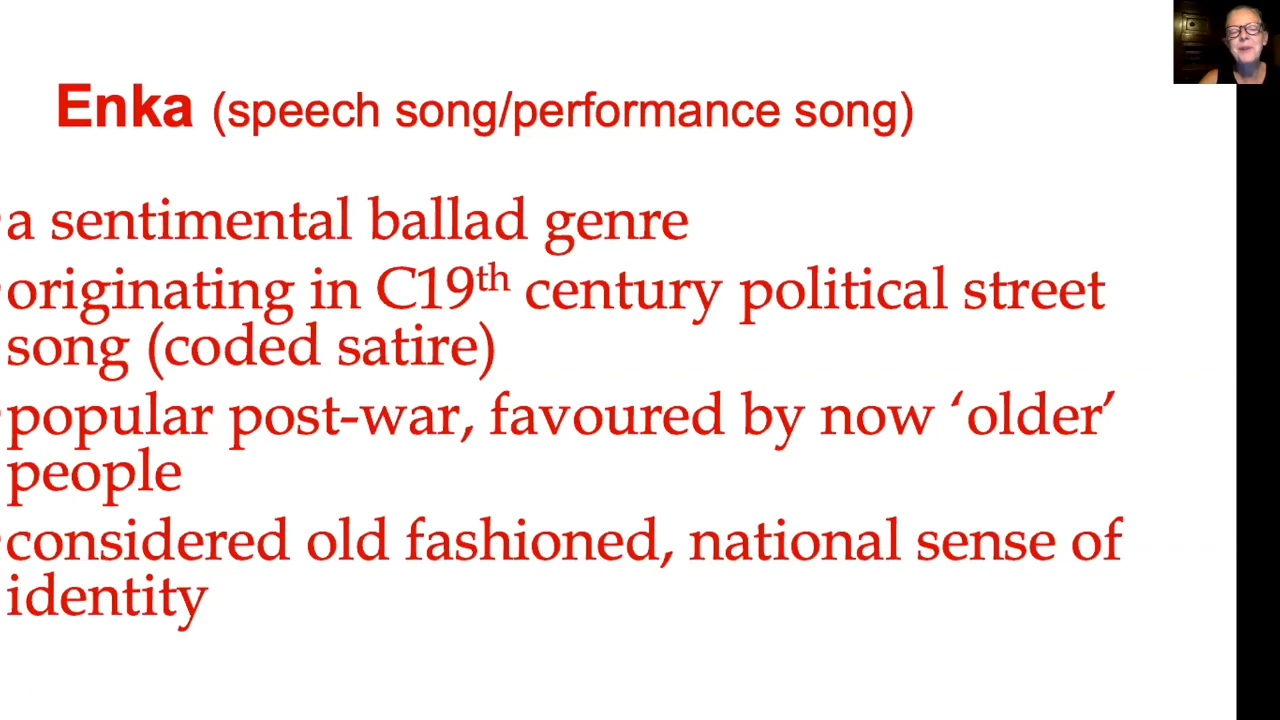 Enka (speech song/performance song)
a sentimental ballad genre
originating in C19th century political street
song (coded satire)
popular post-war, favoured by now ‘older’
people
considered old fashioned, national sense of
identity